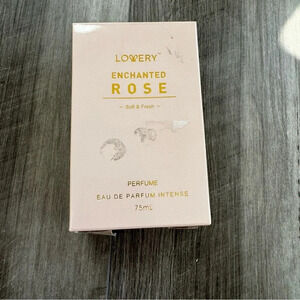 LOVERY
ENCHANTED
ROSE
– Soft & Fresh –
PERFUME
EAU DE PARFUM INTENSE
75mL